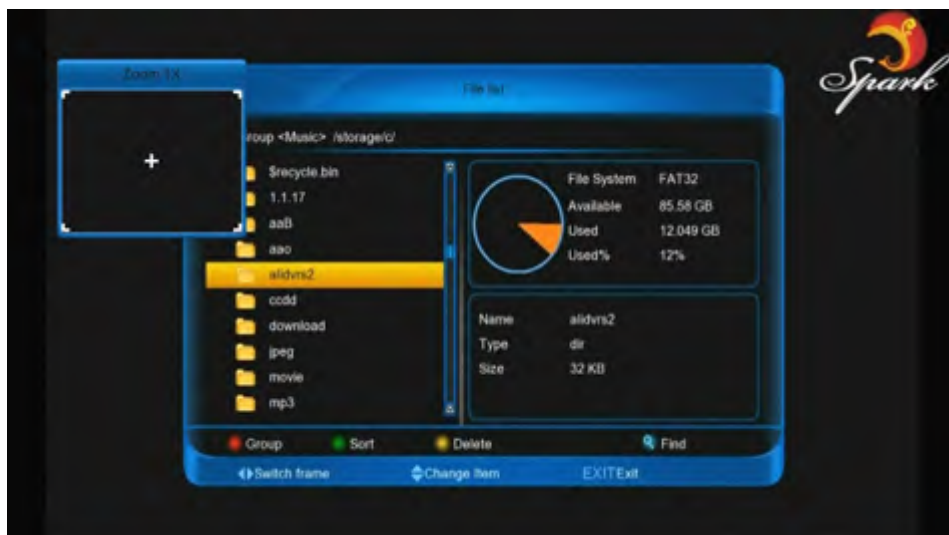 Spark
Zoom 1X
File list
roup <Music> /storage/c/
$recycle.bin
1.1.17
aaB
aao
alidvrs2
ccdd
download
jpeg
movie
mp3
File System FAT32
Available 85.58 GB
Used 12.049 GB
Used% 12%
Name alidvrs2
Type dir
Size 32 KB
Group Sort Delete Find
Switch frame Change Item EXIT Exit